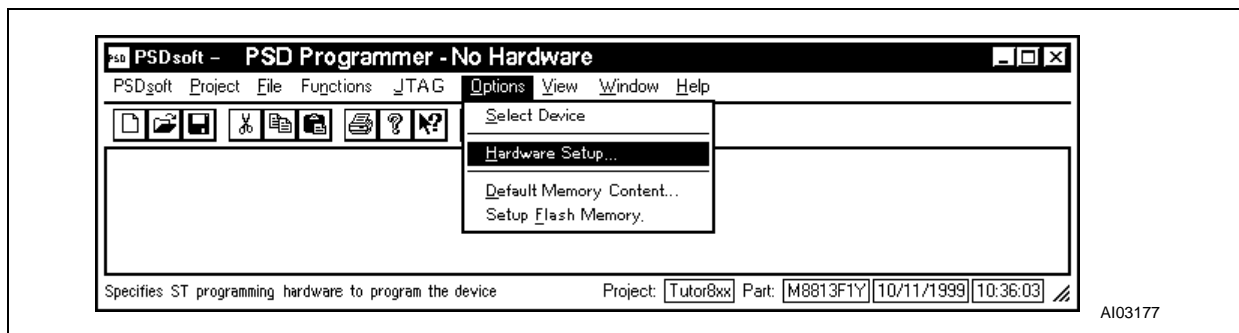 PSD PSDsoft – PSD Programmer - No Hardware
PSDsoft Project File Functions JTAG Options View Window Help
Select Device
Hardware Setup...
Default Memory Content...
Setup Flash Memory.
Specifies ST programming hardware to program the device Project: Tutor8xx Part: M8813F1Y 10/11/1999 10:36:03
AI03177